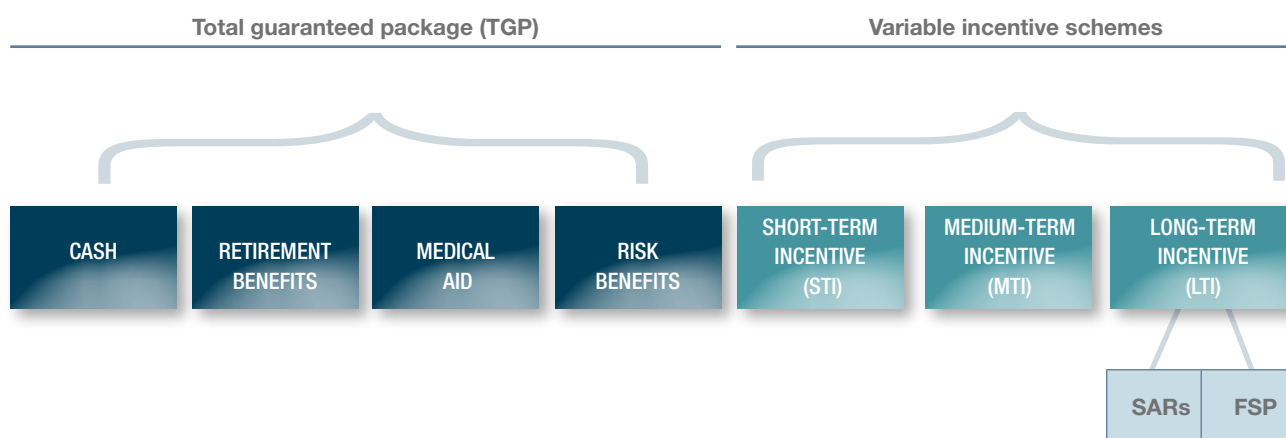 Total guaranteed package (TGP)
Variable incentive schemes
CASH
RETIREMENT
BENEFITS
MEDICAL
AID
RISK
BENEFITS
SHORT-TERM
INCENTIVE
(STI)
MEDIUM-TERM
INCENTIVE
(MTI)
LONG-TERM
INCENTIVE
(LTI)
SARs
FSP